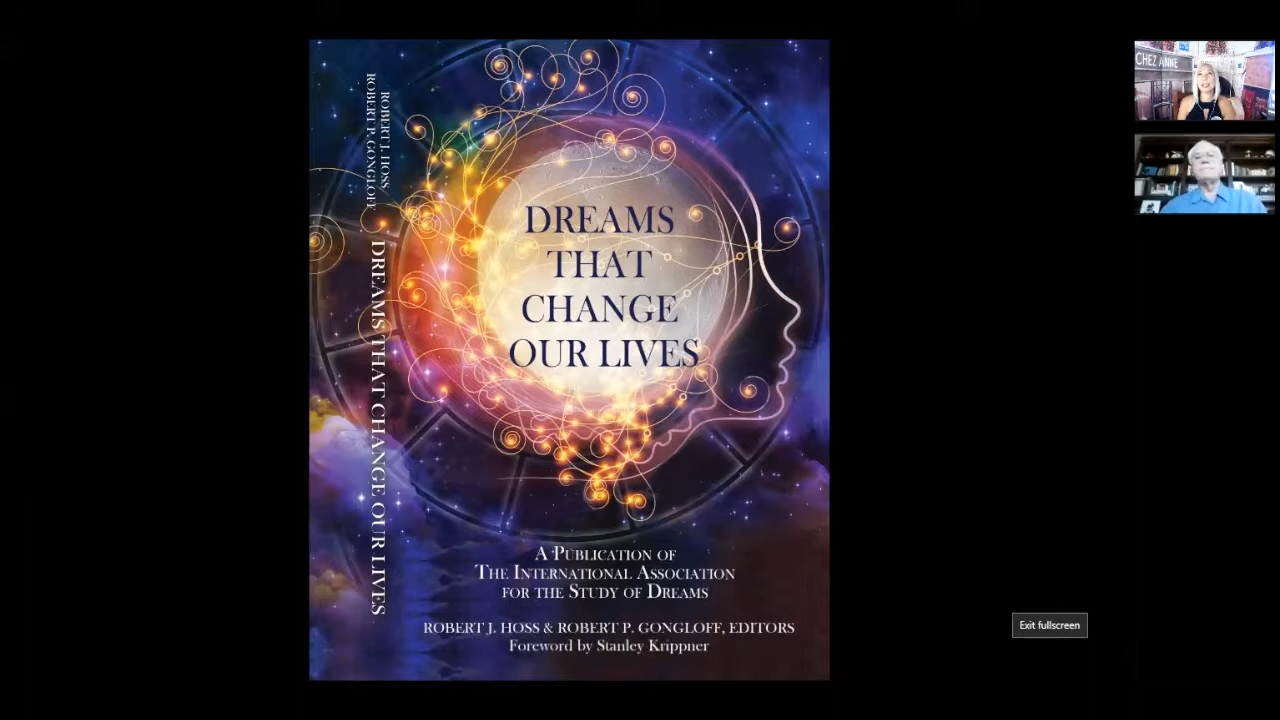 ROBERT J. HOSS
ROBERT P. GONGLOFF
DREAMS THAT CHANGE OUR LIVES
DREAMS
THAT
CHANGE
OUR LIVES
A PUBLICATION OF
THE INTERNATIONAL ASSOCIATION
FOR THE STUDY OF DREAMS
ROBERT J. HOSS & ROBERT P. GONGLOFF, EDITORS
Foreword by Stanley Krippner
CHEZ ANNE
Exit fullscreen